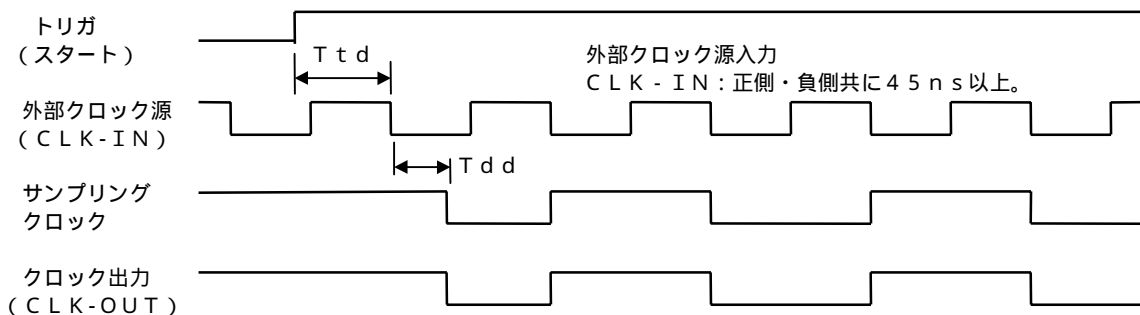 トリガ
(スタート)
Ttd
外部クロック源入力
CLK-IN:正側・負側共に45ns以上。
外部クロック源
(CLK-IN)
Tdd
サンプリング
クロック
クロック出力
(CLK-OUT)